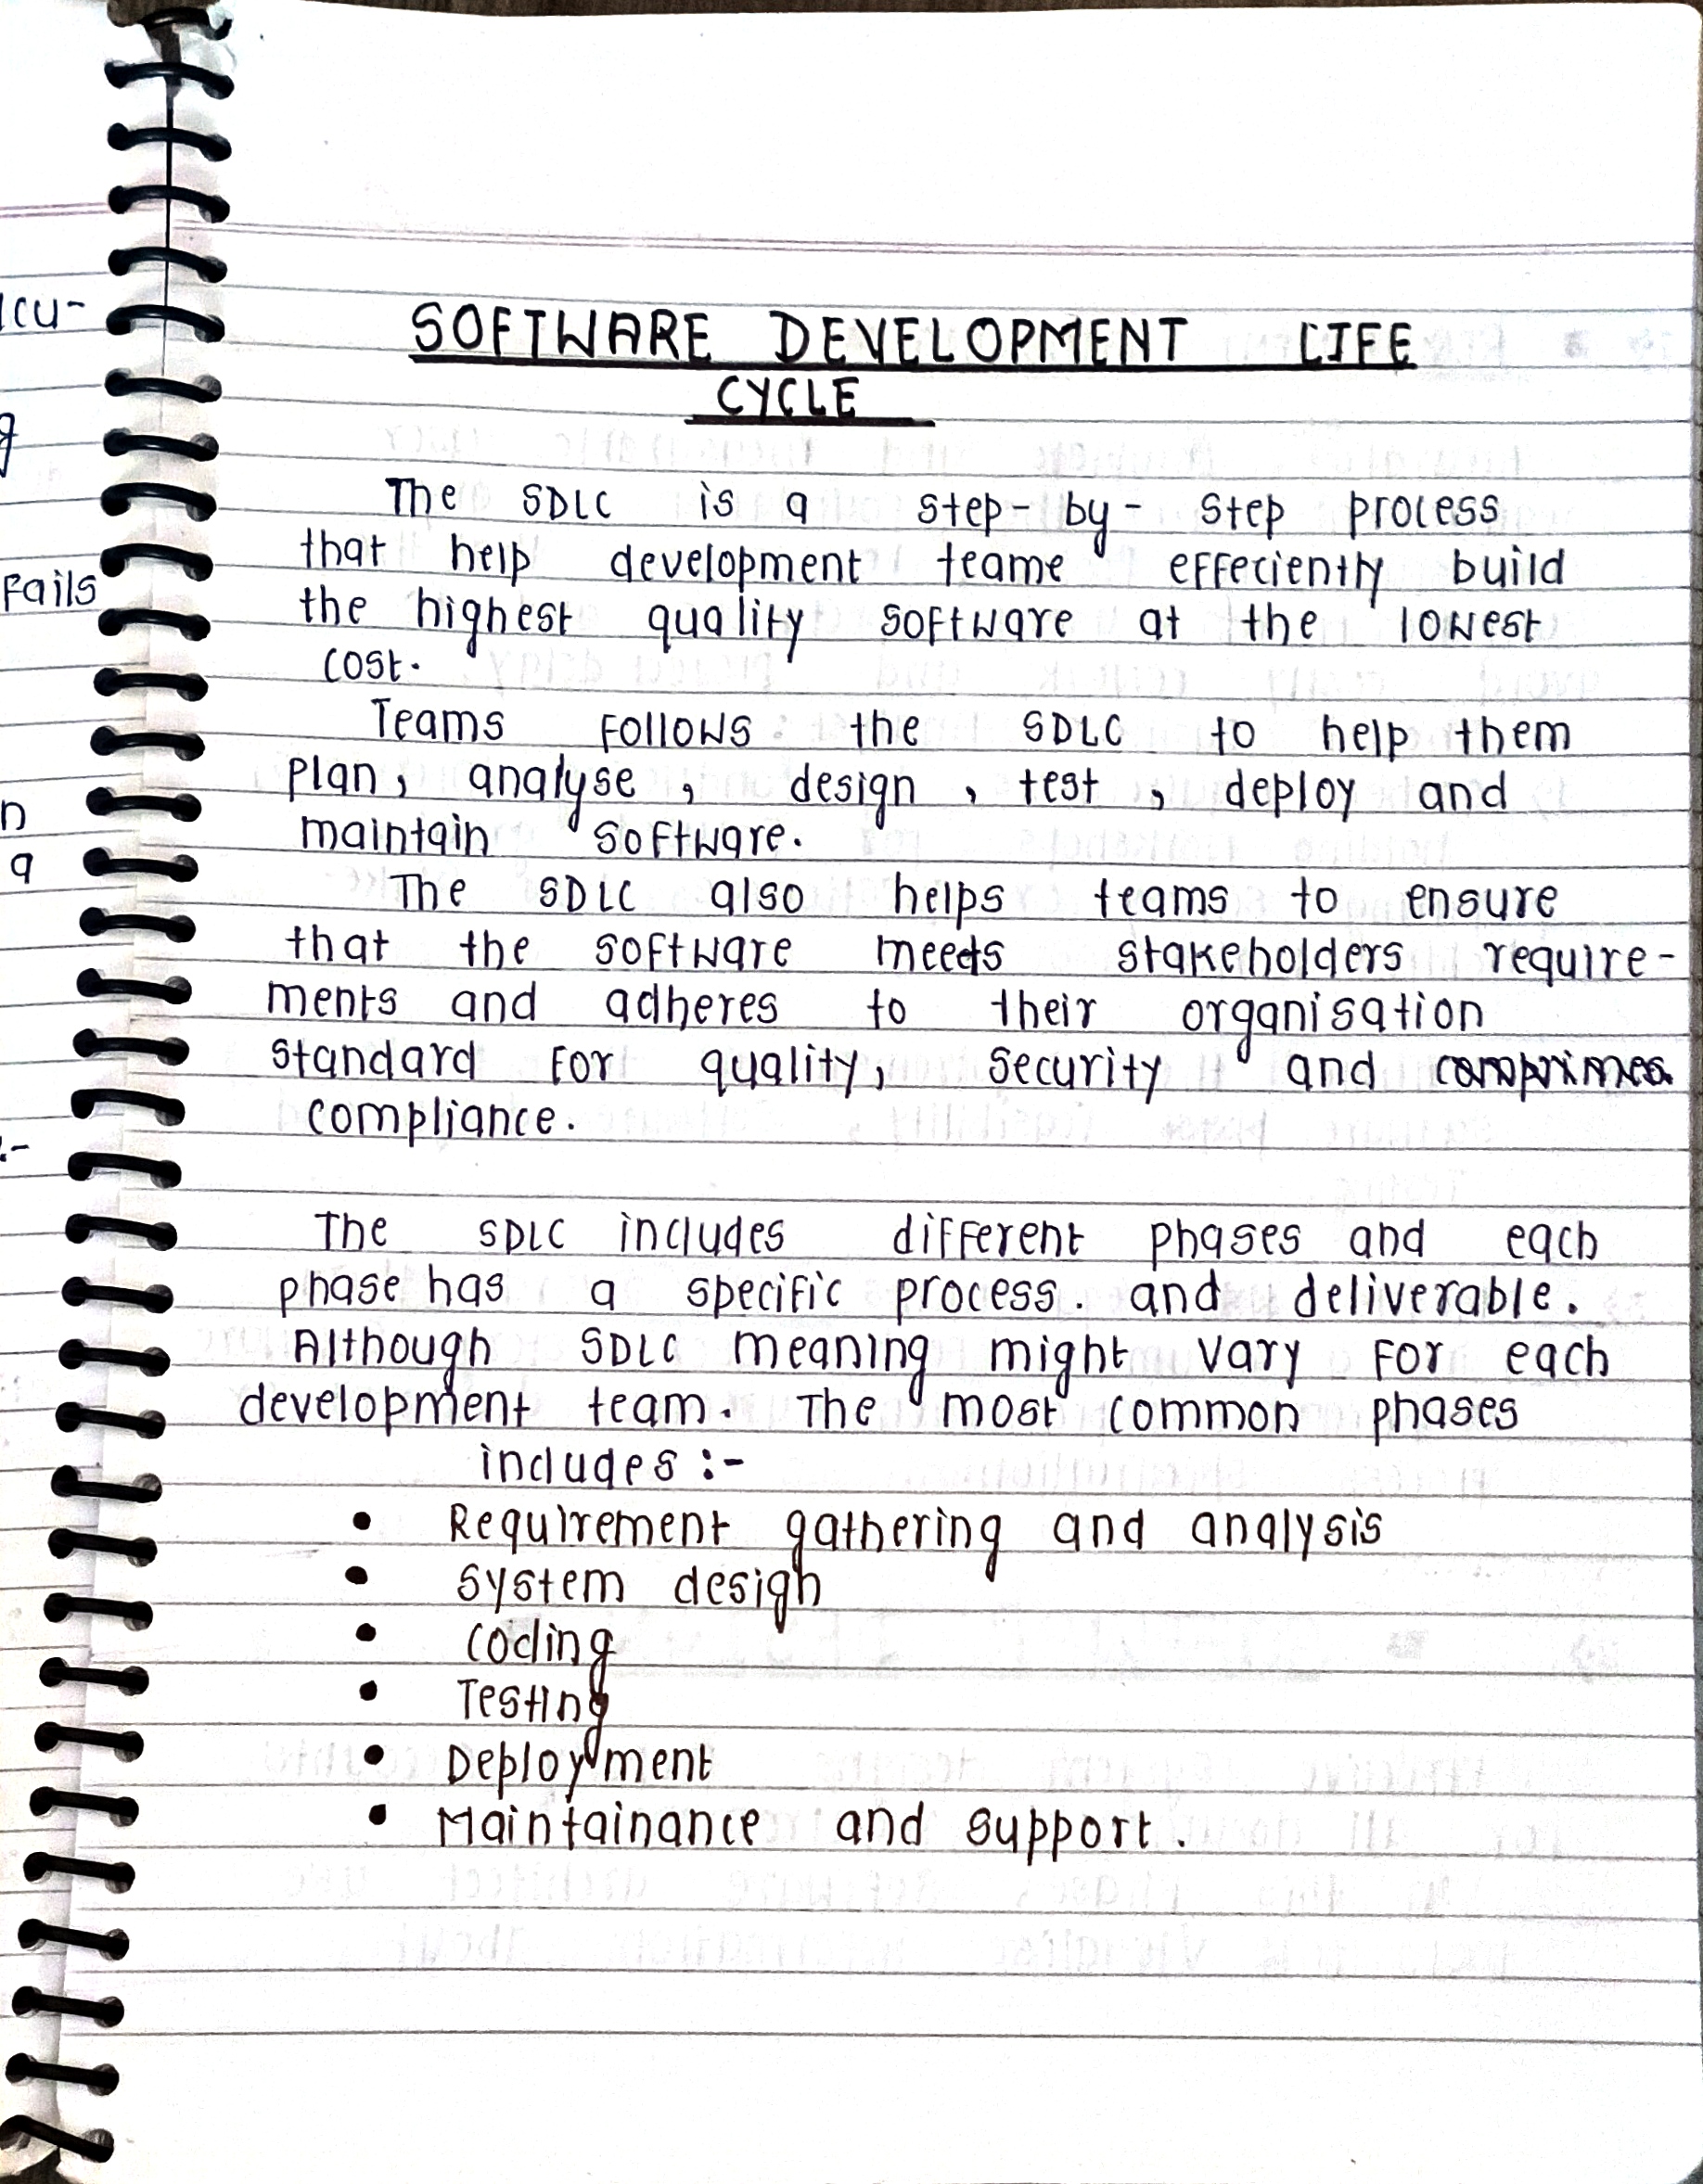 SOFTWARE DEVELOPMENT LIFE
CYCLE
The SDLC is a step-by-step process
that help development teame effeciently build
the highest quality software at the lowest
cost.
Teams follows the SDLC to help them
plan, analyse, design, test, deploy and
maintain software.
The SDLC also helps teams to ensure
that the software meets stakeholders require-
ments and adheres to their organisation
standard for quality, security and
compliance.
The SDLC includes different phases and each
phase has a specific process. and deliverable.
Although SDLC meaning might vary for each
development team. The most common phases
includes :-
• Requirement gathering and analysis
• System design
• Coding
• Testing
• Deployment
• Maintainance and support.
lcu-
g
fails
n
a
:-